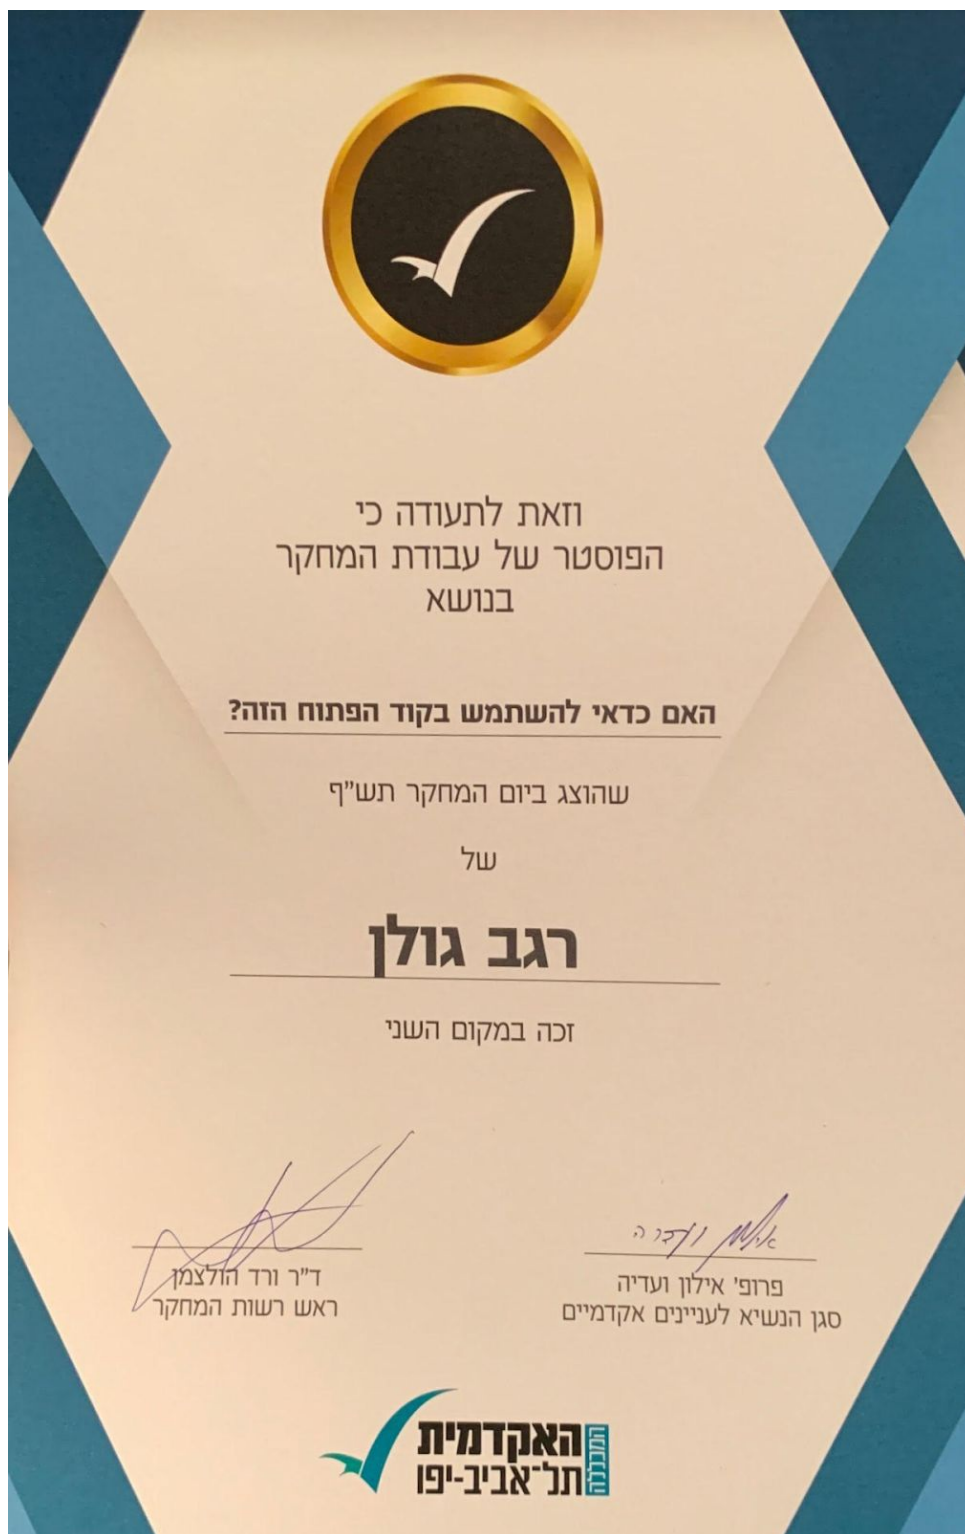 וזאת לתעודה כי
הפוסטר של עבודת המחקר
בנושא
האם כדאי להשתמש בקוד הפתוח הזה?
שהוצג ביום המחקר תש"ף
של
רגב גולן
זכה במקום השני
אילון ועדיה
פרופ' אילון ועדיה
סגן הנשיא לעניינים אקדמיים
ד"ר ורד הולצמן
ראש רשות המחקר
המכללה
האקדמית
תל־אביב-יפו